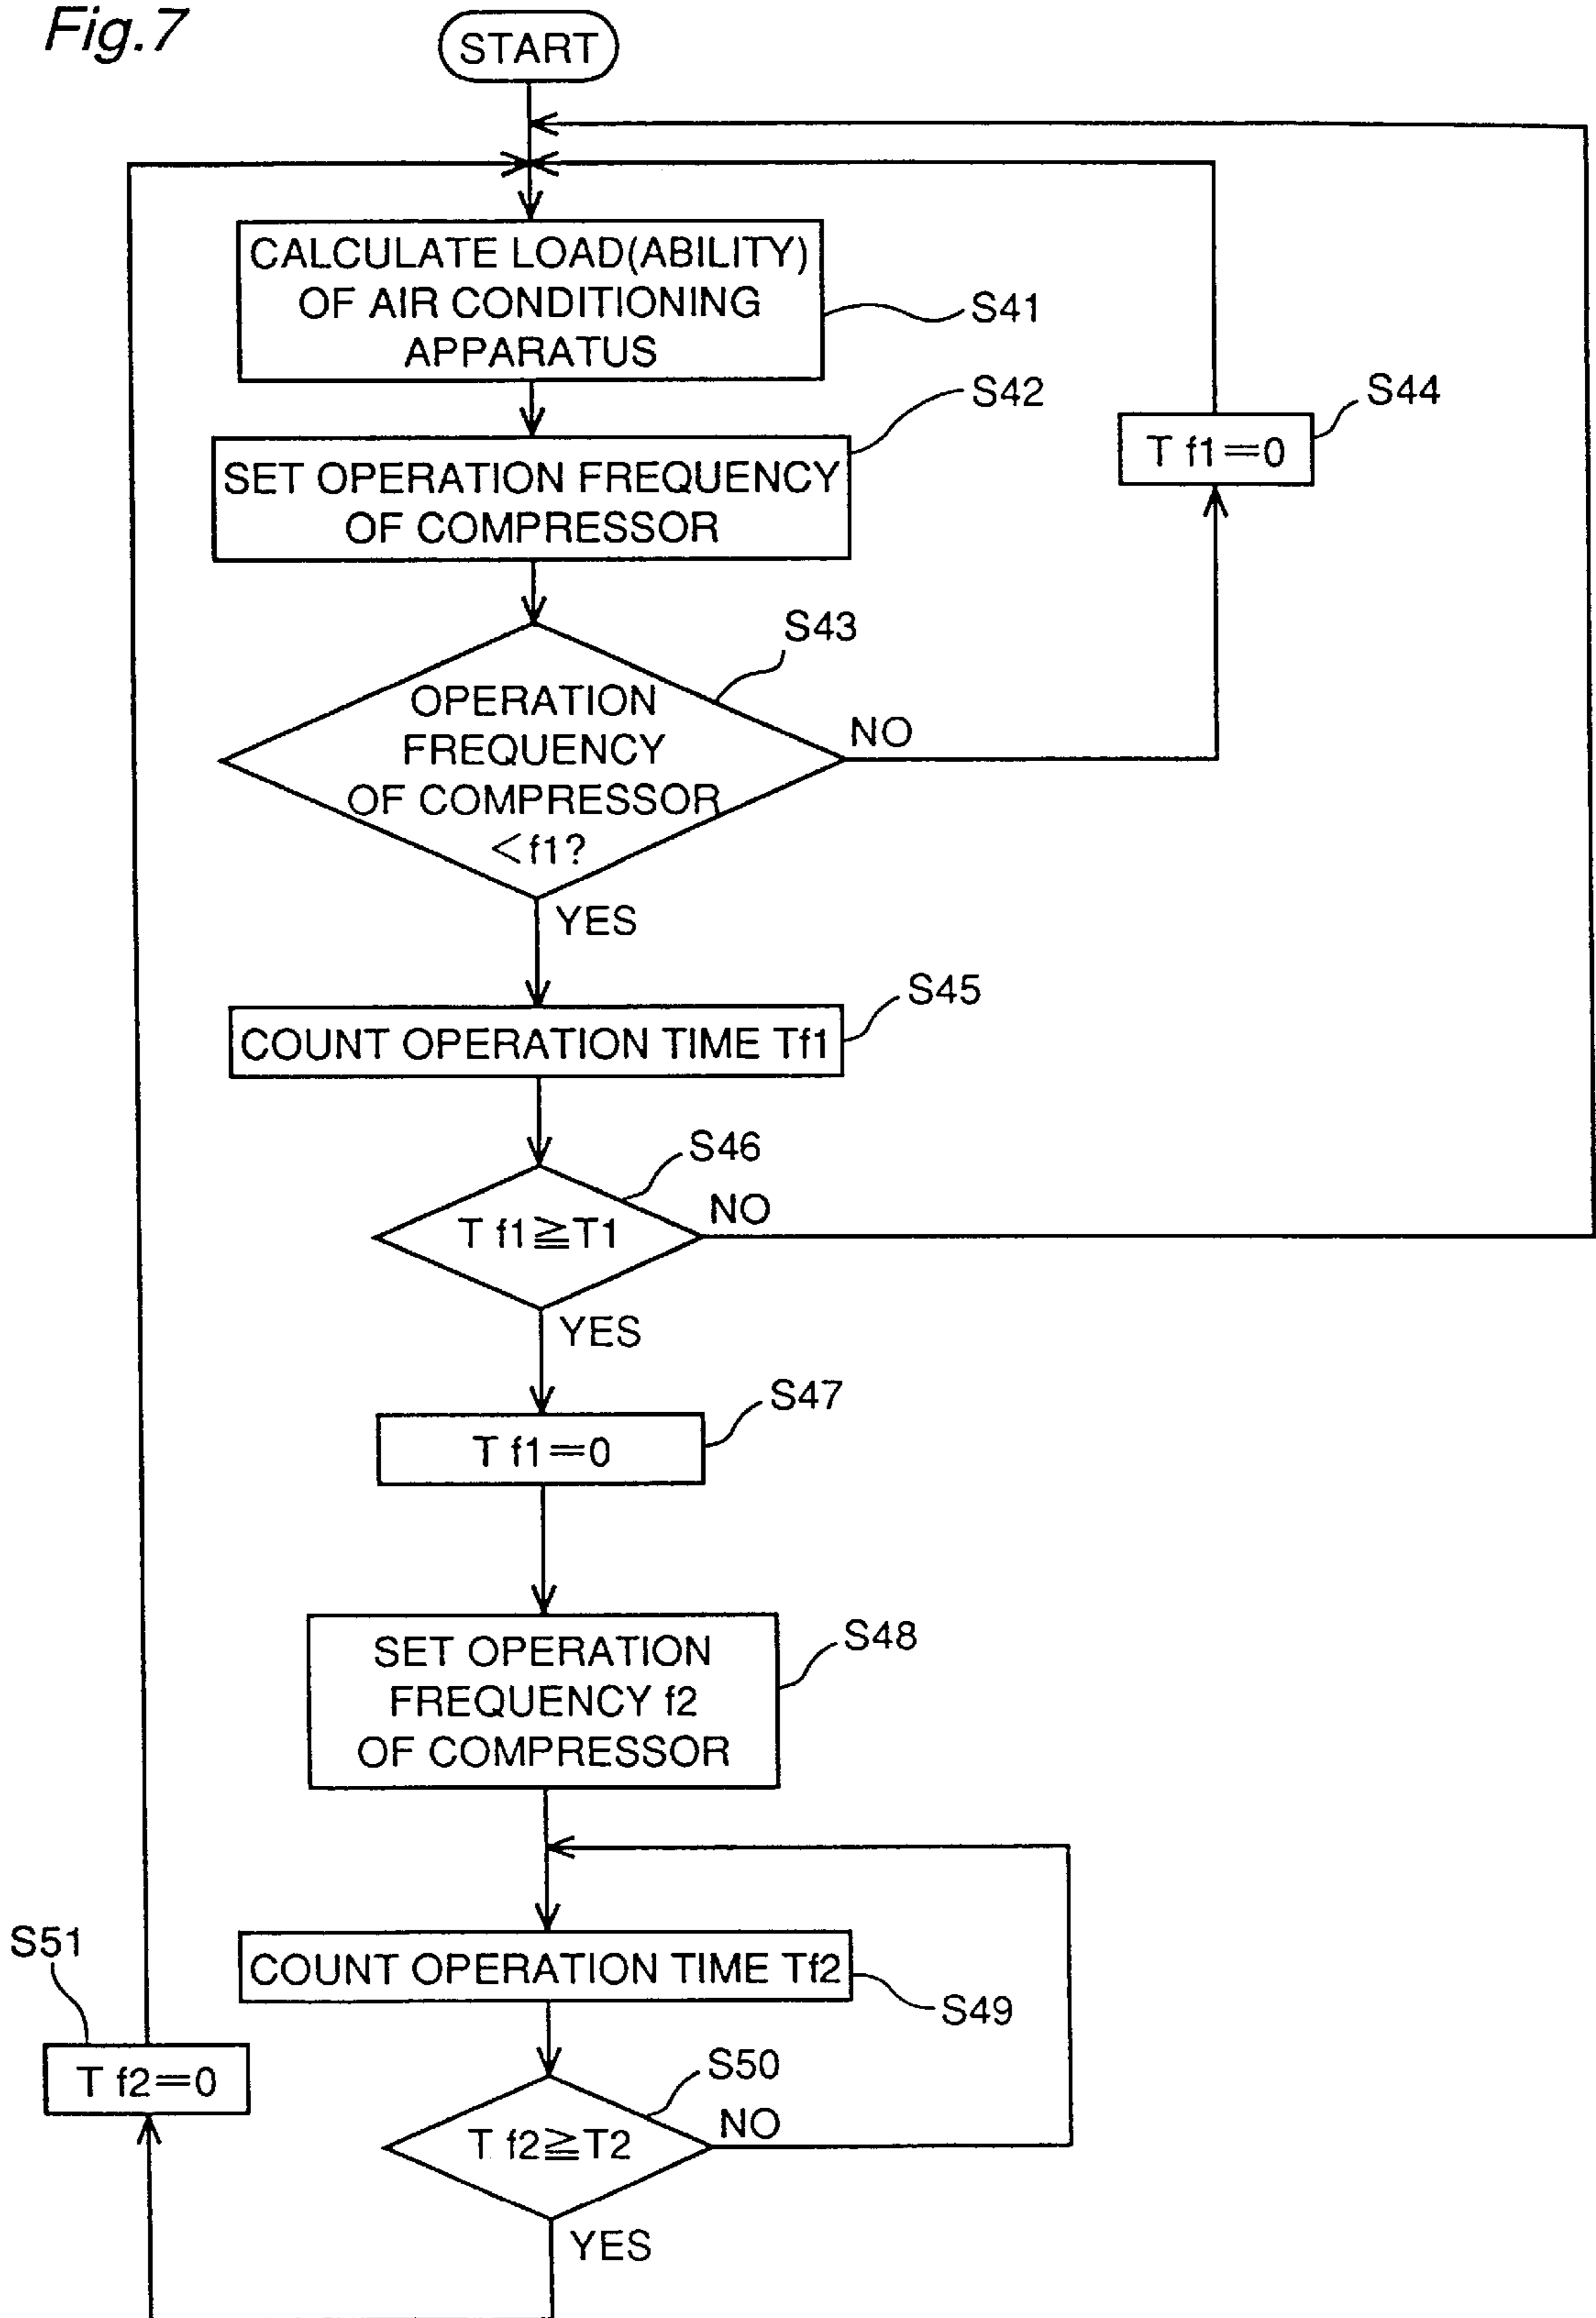 Fig.7
START
CALCULATE LOAD(ABILITY)
OF AIR CONDITIONING
APPARATUS
S41
S42
SET OPERATION FREQUENCY
OF COMPRESSOR
S44
T f1=0
S43
OPERATION
FREQUENCY
OF COMPRESSOR
<f1?
NO
YES
S45
COUNT OPERATION TIME Tf1
S46
T f1≧T1
NO
YES
S47
T f1=0
S48
SET OPERATION
FREQUENCY f2
OF COMPRESSOR
S51
COUNT OPERATION TIME Tf2
S49
T f2=0
S50
T f2≧T2
NO
YES